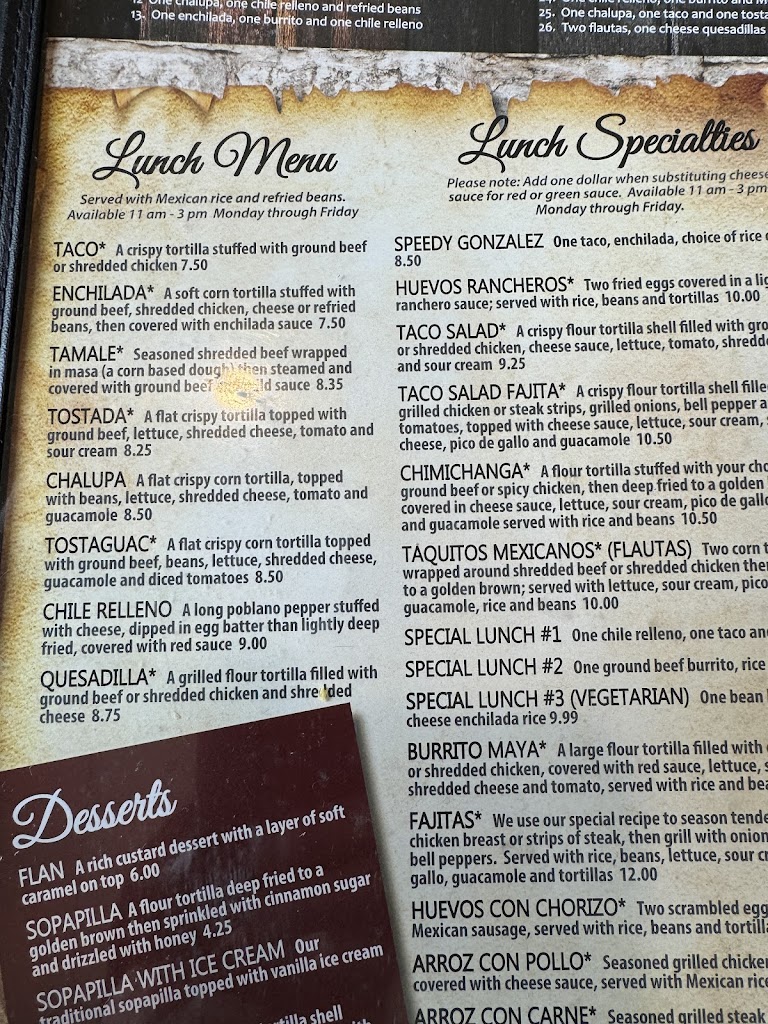 12 One chalupa, one chile relleno and refried beans
13. One enchilada, one burrito and one chile relleno
25. One chalupa, one taco and one
26. Two flautas, one cheese quesadillas
Lunch Menu
Served with Mexican rice and refried beans.
Available 11 am - 3 pm Monday through Friday
TACO* A crispy tortilla stuffed with ground beef
or shredded chicken 7.50
ENCHILADA* A soft corn tortilla stuffed with
ground beef, shredded chicken, cheese or refried
beans, then covered with enchilada sauce 7.50
TAMALE* Seasoned shredded beef wrapped
in masa (a corn based dough) then steamed and
covered with ground beef sauce 8.35
TOSTADA* A flat crispy tortilla topped with
ground beef, lettuce, shredded cheese, tomato and
sour cream 8.25
CHALUPA A flat crispy corn tortilla, topped
with beans, lettuce, shredded cheese, tomato and
guacamole 8.50
TOSTAGUAC* A flat crispy corn tortilla topped
with ground beef, beans, lettuce, shredded cheese,
guacamole and diced tomatoes 8.50
CHILE RELLENO A long poblano pepper stuffed
with cheese, dipped in egg batter than lightly deep
fried, covered with red sauce 9.00
QUESADILLA* A grilled flour tortilla filled with
ground beef or shredded chicken and shredded
cheese 8.75
Desserts
FLAN A rich custard dessert with a layer of soft
caramel on top 6.00
SOPAPILLA A flour tortilla deep fried to a
golden brown then sprinkled with cinnamon sugar
and drizzled with honey 4.25
SOPAPILLA WITH ICE CREAM Our
traditional sopapilla topped with vanilla ice cream
tortilla shell
Lunch Specialties
Please note: Add one dollar when substituting cheese
sauce for red or green sauce. Available 11 am - 3 pm
Monday through Friday.
SPEEDY GONZALEZ One taco, enchilada, choice of rice
8.50
HUEVOS RANCHEROS* Two fried eggs covered in a
ranchero sauce; served with rice, beans and tortillas 10.00
TACO SALAD* A crispy flour tortilla shell filled with
or shredded chicken, cheese sauce, lettuce, tomato,
and sour cream 9.25
TACO SALAD FAJITA* A crispy flour tortilla shell
grilled chicken or steak strips, grilled onions, bell pepper
tomatoes, topped with cheese sauce, lettuce, sour cream,
cheese, pico de gallo and guacamole 10.50
CHIMICHANGA* A flour tortilla stuffed with your
ground beef or spicy chicken, then deep fried to a golden
covered in cheese sauce, lettuce, sour cream, pico de
and guacamole served with rice and beans 10.50
TAQUITOS MEXICANOS* (FLAUTAS) Two corn
wrapped around shredded beef or shredded chicken
to a golden brown; served with lettuce, sour cream, pico
guacamole, rice and beans 10.00
SPECIAL LUNCH #1 One chile relleno, one taco
SPECIAL LUNCH #2 One ground beef burrito, rice
SPECIAL LUNCH #3 (VEGETARIAN) One bean
cheese enchilada rice 9.99
BURRITO MAYA* A large flour tortilla filled with
or shredded chicken, covered with red sauce, lettuce,
shredded cheese and tomato, served with rice and
FAJITAS* We use our special recipe to season
chicken breast or strips of steak, then grill with
bell peppers. Served with rice, beans, lettuce, sour
gallo, guacamole and tortillas 12.00
HUEVOS CON CHORIZO* Two scrambled
Mexican sausage, served with rice, beans and
ARROZ CON POLLO* Seasoned grilled
covered with cheese sauce, served with Mexican
ARROZ CON CARNE* Seasoned grilled steak